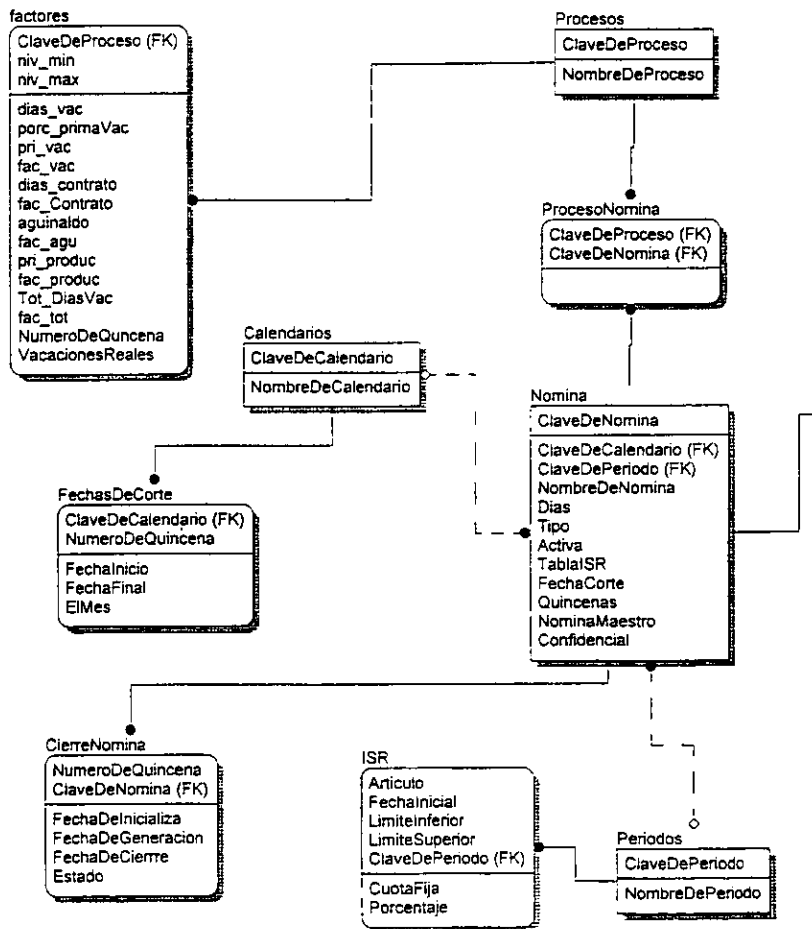 factores
ClaveDeProceso (FK)
niv_min
niv_max
dias_vac
porc_primaVac
pri_vac
fac_vac
dias_contrato
fac_Contrato
aguinaldo
fac_agu
pri_produc
fac_produc
Tot_DiasVac
fac_tot
NumeroDeQuncena
VacacionesReales
Procesos
ClaveDeProceso
NombreDeProceso
ProcesoNomina
ClaveDeProceso (FK)
ClaveDeNomina (FK)
Calendarios
ClaveDeCalendario
NombreDeCalendario
Nomina
ClaveDeNomina
ClaveDeCalendario (FK)
ClaveDePeriodo (FK)
NombreDeNomina
Dias
Tipo
Activa
TablaISR
FechaCorte
Quincenas
NominaMaestro
Confidencial
FechasDeCorte
ClaveDeCalendario (FK)
NumeroDeQuincena
FechaInicio
FechaFinal
ElMes
CierreNomina
NumeroDeQuincena
ClaveDeNomina (FK)
FechaDeInicializa
FechaDeGeneracion
FechaDeCierrre
Estado
ISR
Articulo
FechaInicial
LimiteInferior
LimiteSuperior
ClaveDePeriodo (FK)
CuotaFija
Porcentaje
Periodos
ClaveDePeriodo
NombreDePeriodo